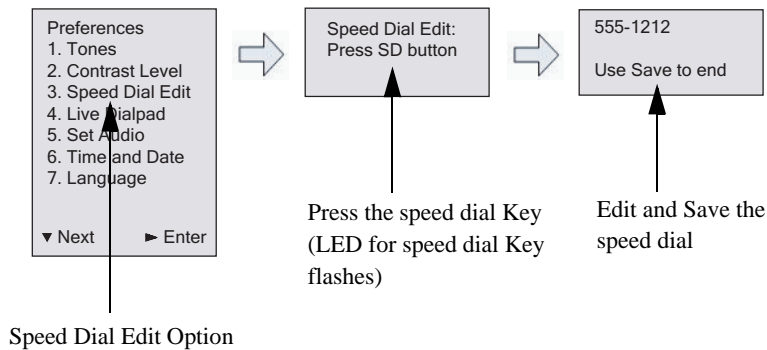 Preferences
1. Tones
2. Contrast Level
3. Speed Dial Edit
4. Live Dialpad
5. Set Audio
6. Time and Date
7. Language
▼ Next ► Enter
Speed Dial Edit:
Press SD button
555-1212
Use Save to end
Press the speed dial Key
(LED for speed dial Key
flashes)
Edit and Save the
speed dial
Speed Dial Edit Option